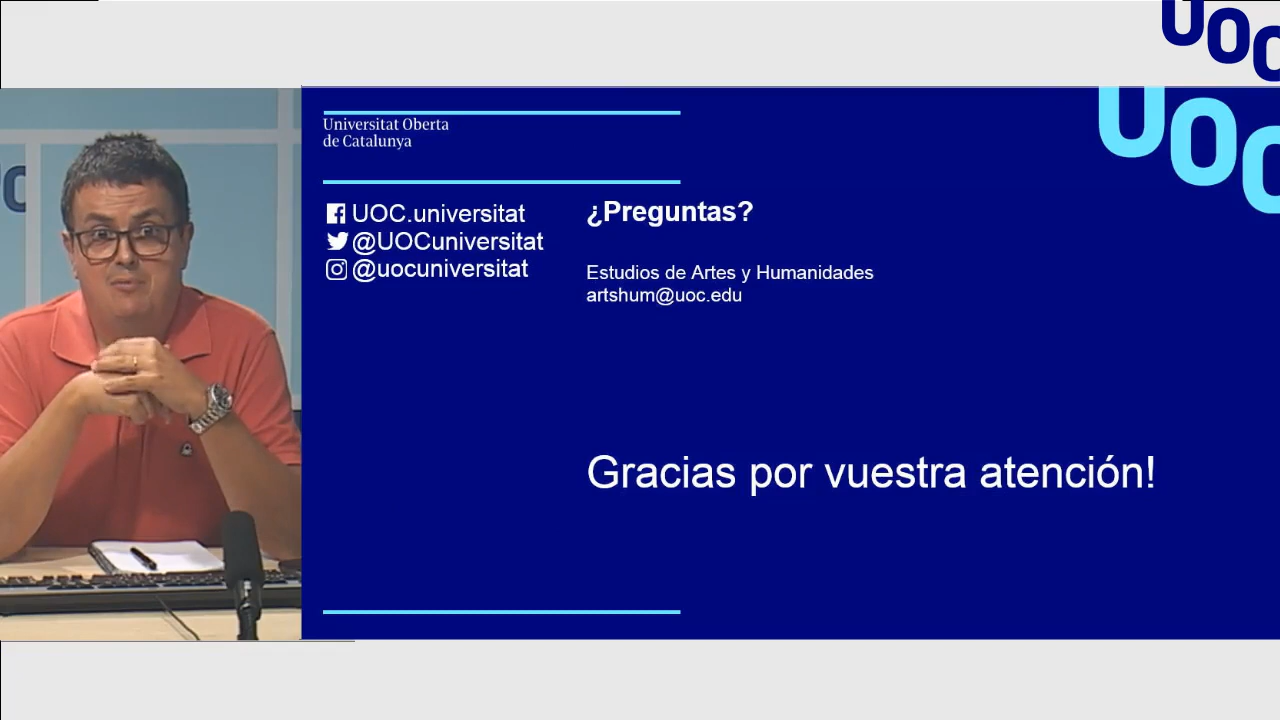 UOC
UOC
Universitat Oberta
de Catalunya
UOC.universitat
@UOCuniversitat
@uocuniversitat
¿Preguntas?
Estudios de Artes y Humanidades
artshum@uoc.edu
Gracias por vuestra atención!